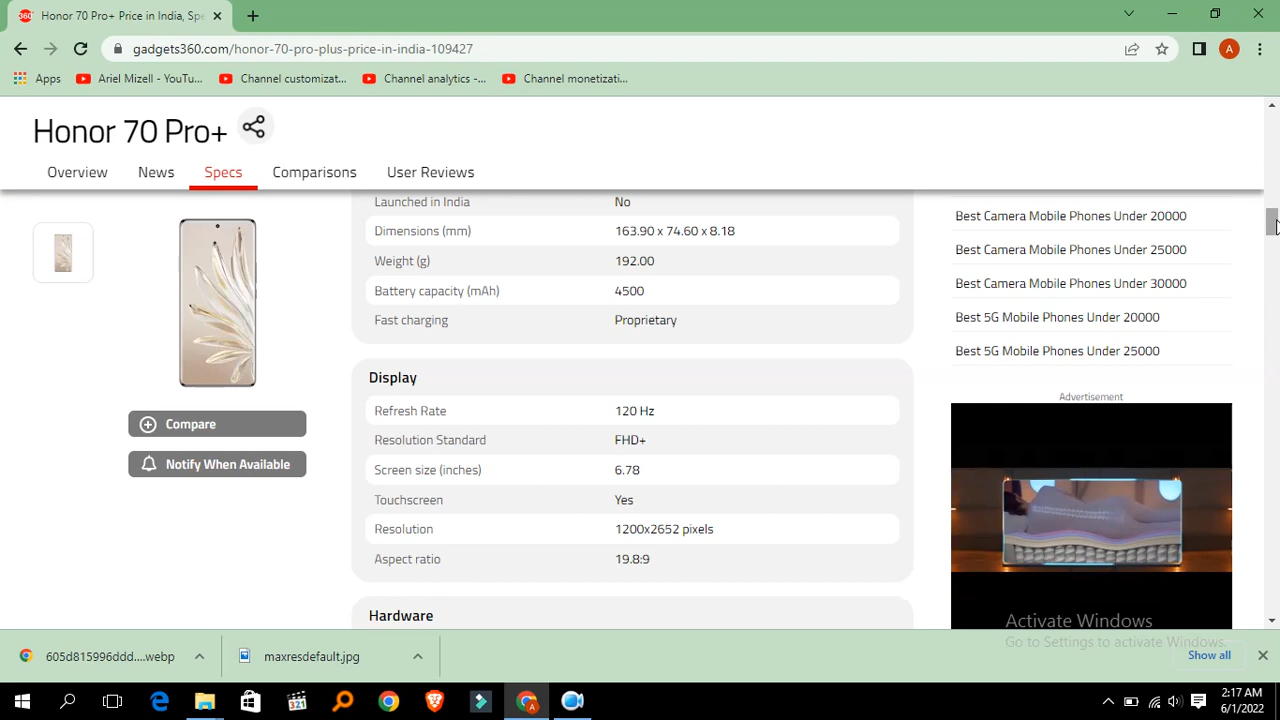 Honor 70 Pro+ Price in India, Spe
gadgets360.com/honor-70-pro-plus-price-in-india-109427
A
Apps
Ariel Mizell - YouTu...
Channel customizat...
Channel analytics -...
Channel monetizati...
Honor 70 Pro+
Overview
News
Specs
Comparisons
User Reviews
Launched in India No
Dimensions (mm) 163.90 x 74.60 x 8.18
Weight (g) 192.00
Battery capacity (mAh) 4500
Fast charging Proprietary
Display
Refresh Rate 120 Hz
Resolution Standard FHD+
Screen size (inches) 6.78
Touchscreen Yes
Resolution 1200x2652 pixels
Aspect ratio 19.8:9
Hardware
Compare
Notify When Available
Best Camera Mobile Phones Under 20000
Best Camera Mobile Phones Under 25000
Best Camera Mobile Phones Under 30000
Best 5G Mobile Phones Under 20000
Best 5G Mobile Phones Under 25000
Advertisement
Activate Windows
Go to Settings to activate Windows.
605d815996ddd....webp
maxresdefault.jpg
Show all
2:17 AM
6/1/2022